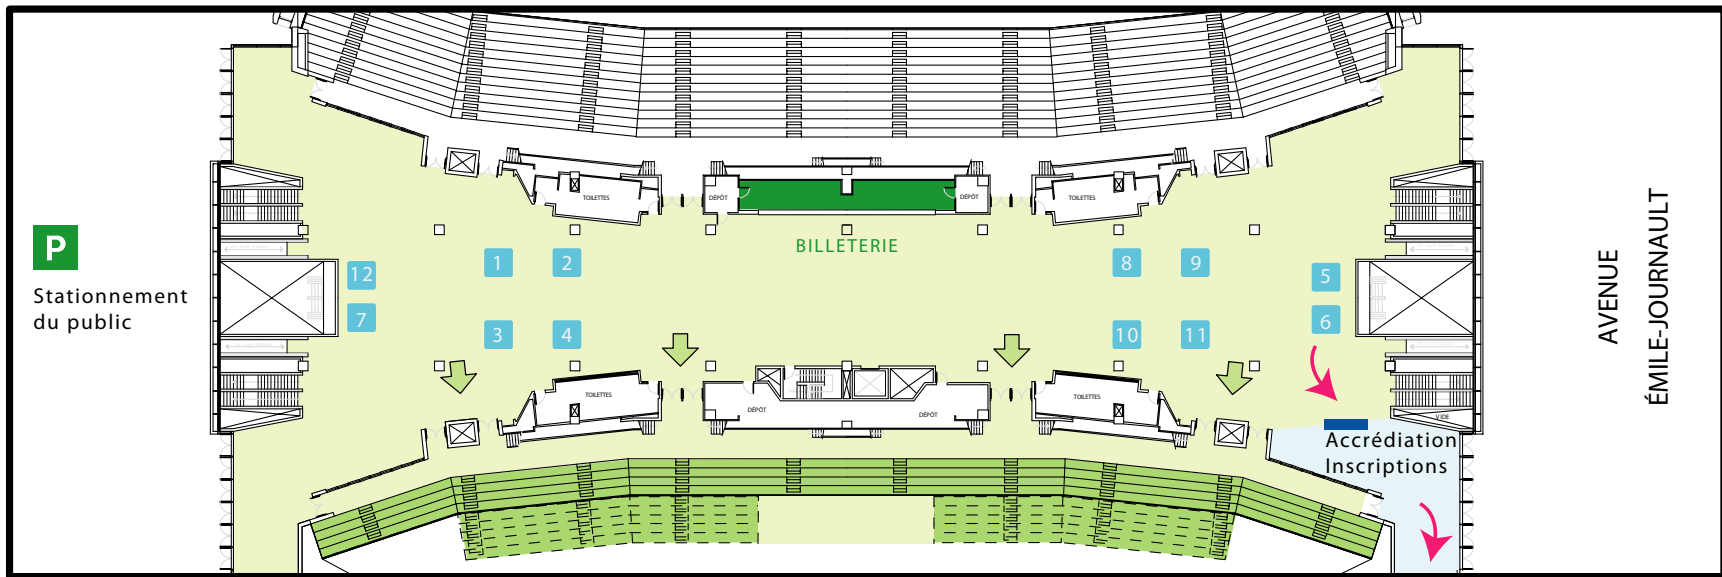 TOILETTES
DÉPÔT
DÉPÔT
TOILETTES
P
Stationnement
du public
BILLETERIE
1
2
8
9
12
5
7
6
3
4
10
11
AVENUE
ÉMILE-JOURNAULT
TOILETTES
DÉPÔT
DÉPÔT
TOILETTES
VIDE
Accrédiation
Inscriptions